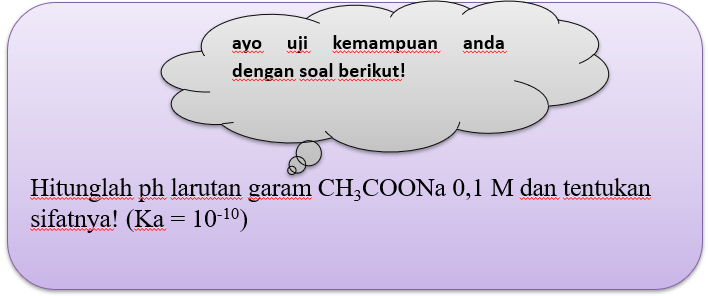 ayo uji kemampuan anda
dengan soal berikut!
Hitunglah ph larutan garam CH₃COONa 0,1 M dan tentukan
sifatnya! (Ka = 10⁻¹⁰)